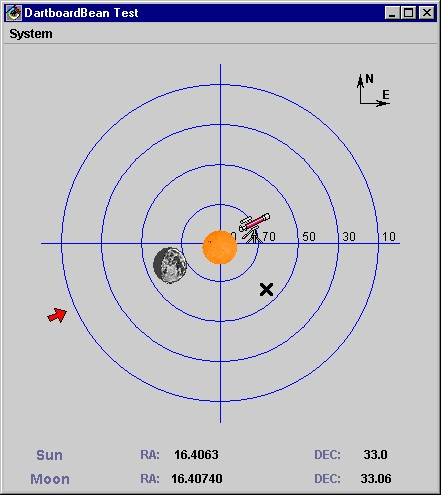 DartboardBean Test
System
N
E
70 50 30 10
Sun RA: 16.4063 DEC: 33.0
Moon RA: 16.40740 DEC: 33.06